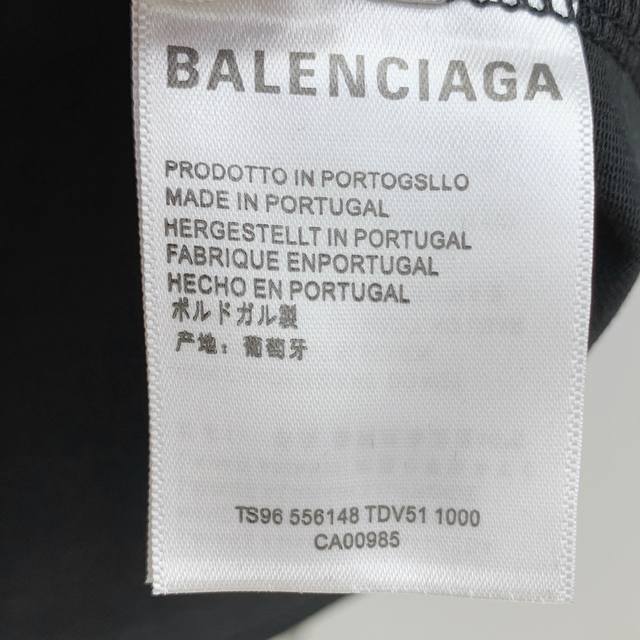 BALENCIAGA
PRODOTTO IN PORTOGSLLO
MADE IN PORTUGAL
HERGESTELLT IN PORTUGAL
FABRIQUE ENPORTUGAL
HECHO EN PORTUGAL
ポルドガル製
产地：葡萄牙
TS96 556148 TDV51 1000
CA00985